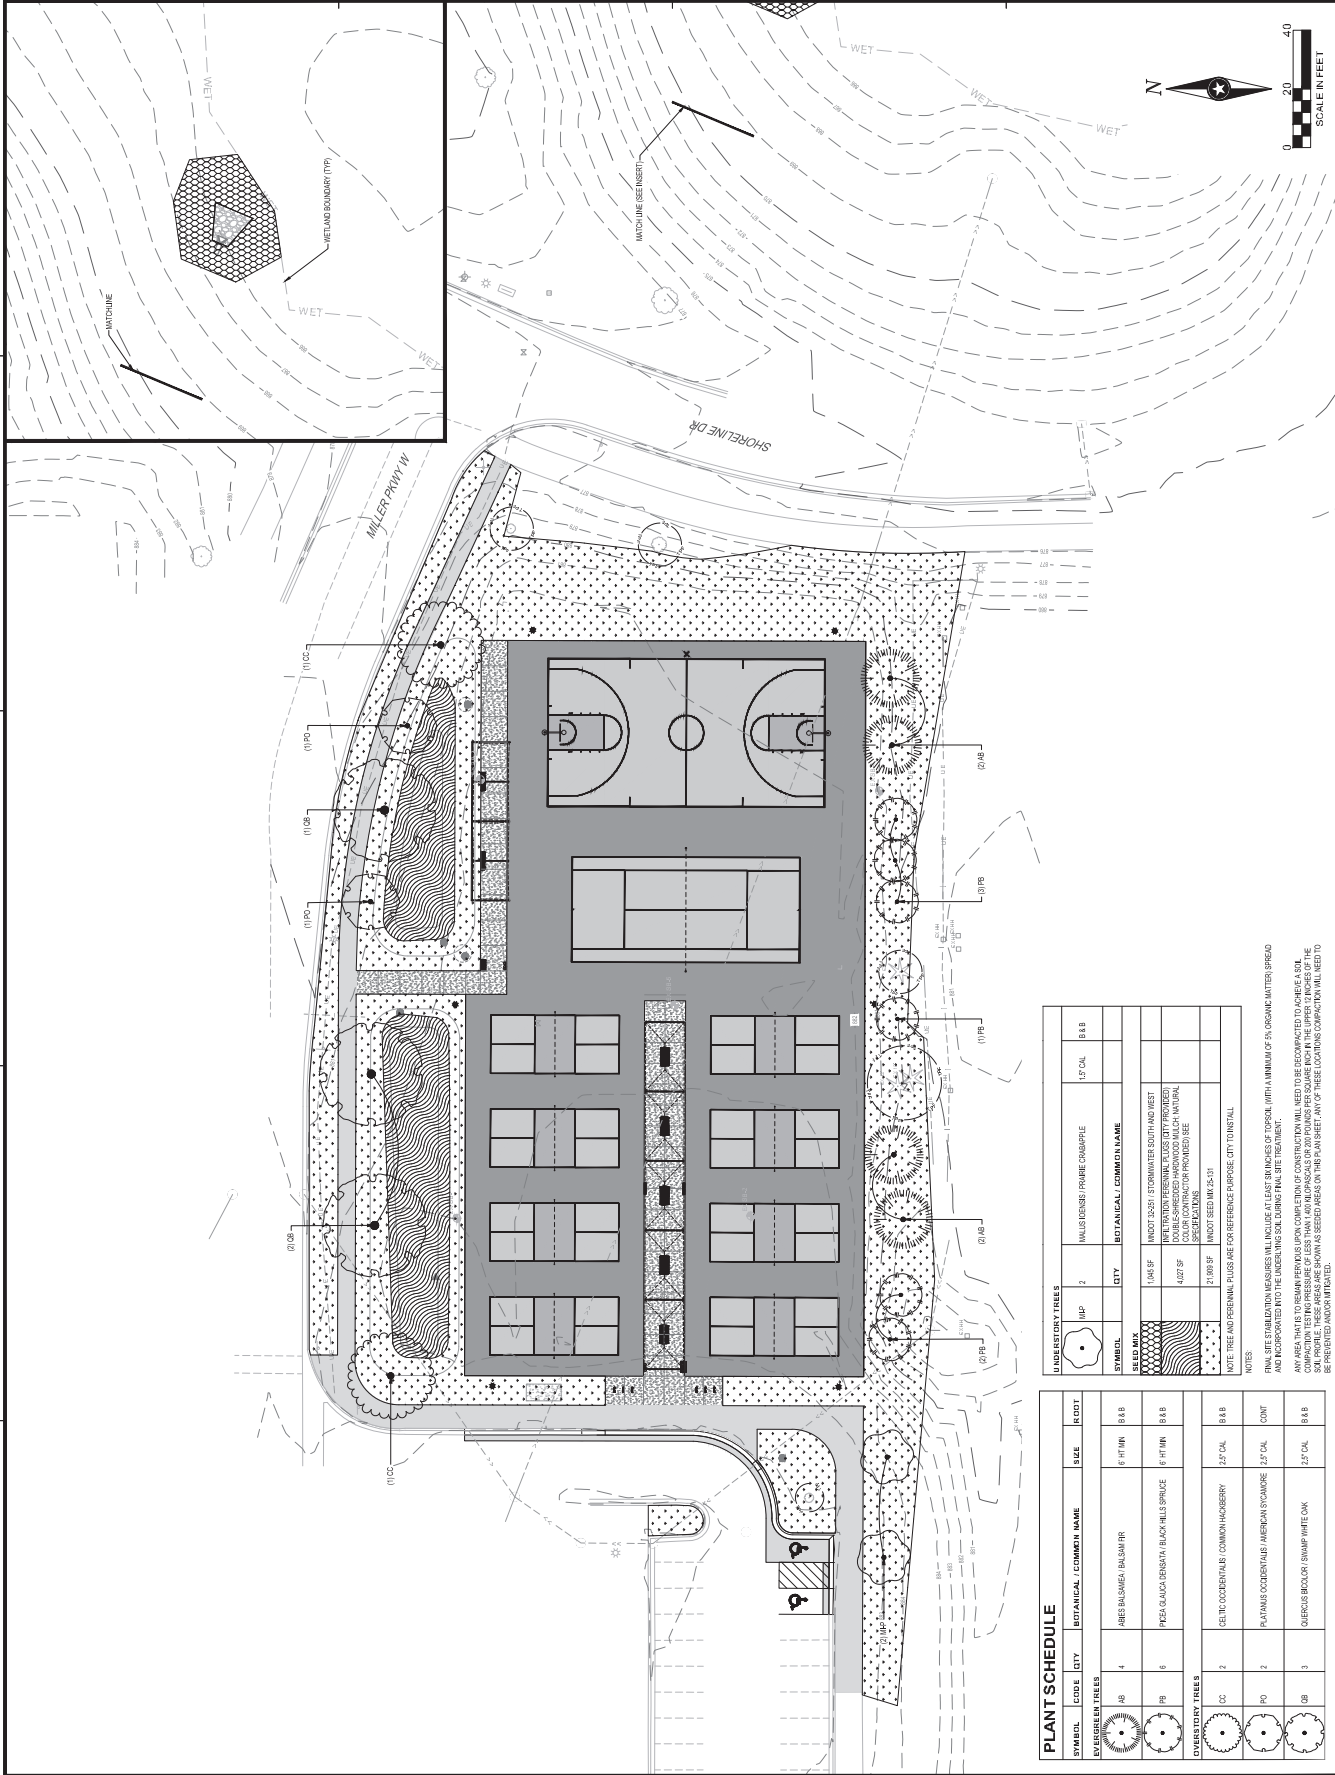 MATCHLINE
WETLAND BOUNDARY (TYP)
WET
WET
WET
MATCH LINE (SEE INSERT)
WET
WET
WET
N
0 20 40
SCALE IN FEET
MILLER PKWY W
SHORELINE DR
(1) CC
(1) PO
(1) QB
(1) PO
(2) QB
(1) CC
(2) AB
(3) PB
(1) PB
(2) AB
(2) PB
(2) MI-P
PLANT SCHEDULE
SYMBOL CODE QTY BOTANICAL / COMMON NAME SIZE ROOT
EVERGREEN TREES
AB 4 ABIES BALSAMEA / BALSAM FIR 6' HT MIN B & B
PB 6 PICEA GLAUCA DENSATA / BLACK HILLS SPRUCE 6' HT MIN B & B
OVERSTORY TREES
CC 2 CELTIC OCCIDENTALIS / COMMON HACKBERRY 2.5" CAL B & B
PO 2 PLATANUS OCCIDENTALIS / AMERICAN SYCAMORE 2.5" CAL CONT
QB 3 QUERCUS BICOLOR / SWAMP WHITE OAK 2.5" CAL B & B
UNDERSTORY TREES
MI-P 2 MALUS IOENSIS / PRAIRIE CRABAPPLE 1.5" CAL B & B
SYMBOL QTY BOTANICAL / COMMON NAME
SEED MIX
1,045 SF MNDOT 32-251 / STORMWATER SOUTH AND WEST
4,027 SF INFILTRATION PERENNIAL PLUGS (CITY PROVIDED)
DOUBLE-SHREDDED HARDWOOD MULCH, NATURAL
COLOR (CONTRACTOR PROVIDED) SEE
SPECIFICATIONS
21,909 SF MNDOT SEED MIX 25-131
NOTE: TREE AND PERENNIAL PLUGS ARE FOR REFERENCE PURPOSE. CITY TO INSTALL
NOTES:
FINAL SITE STABILIZATION MEASURES WILL INCLUDE AT LEAST SIX INCHES OF TOPSOIL (WITH A MINIMUM OF 5% ORGANIC MATTER) SPREAD
AND INCORPORATED INTO THE UNDERLYING SOIL DURING FINAL SITE TREATMENT.
ANY AREA THAT IS TO REMAIN PERVIOUS UPON COMPLETION OF CONSTRUCTION WILL NEED TO BE DECOMPACTED TO ACHIEVE A SOIL
COMPACTION TESTING PRESSURE OF LESS THAN 1,400 KILOPASCALS OR 200 POUNDS PER SQUARE INCH IN THE UPPER 12 INCHES OF THE
SOIL PROFILE. THESE AREAS ARE SHOWN AS SEEDED AREAS ON THIS PLAN SHEET. ANY OF THESE LOCATIONS COMPACTION WILL NEED TO
BE PREVENTED AND/OR MITIGATED.